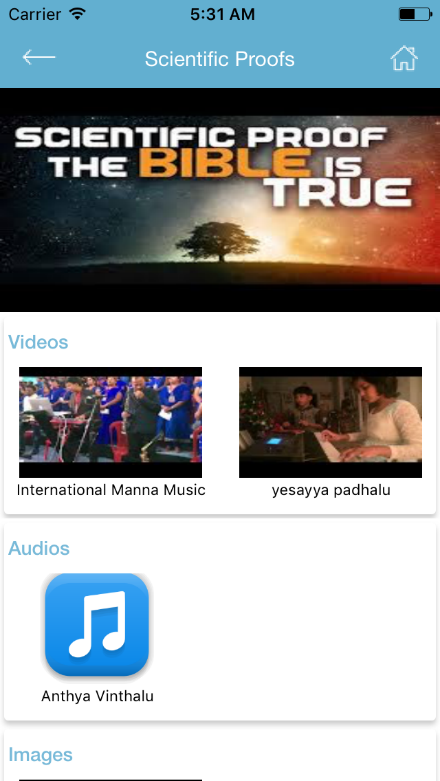 Carrier 5:31 AM
Scientific Proofs
SCIENTIFIC PROOF
THE BIBLE IS
TRUE
Videos
International Manna Music
yesayya padhalu
Audios
Anthya Vinthalu
Images